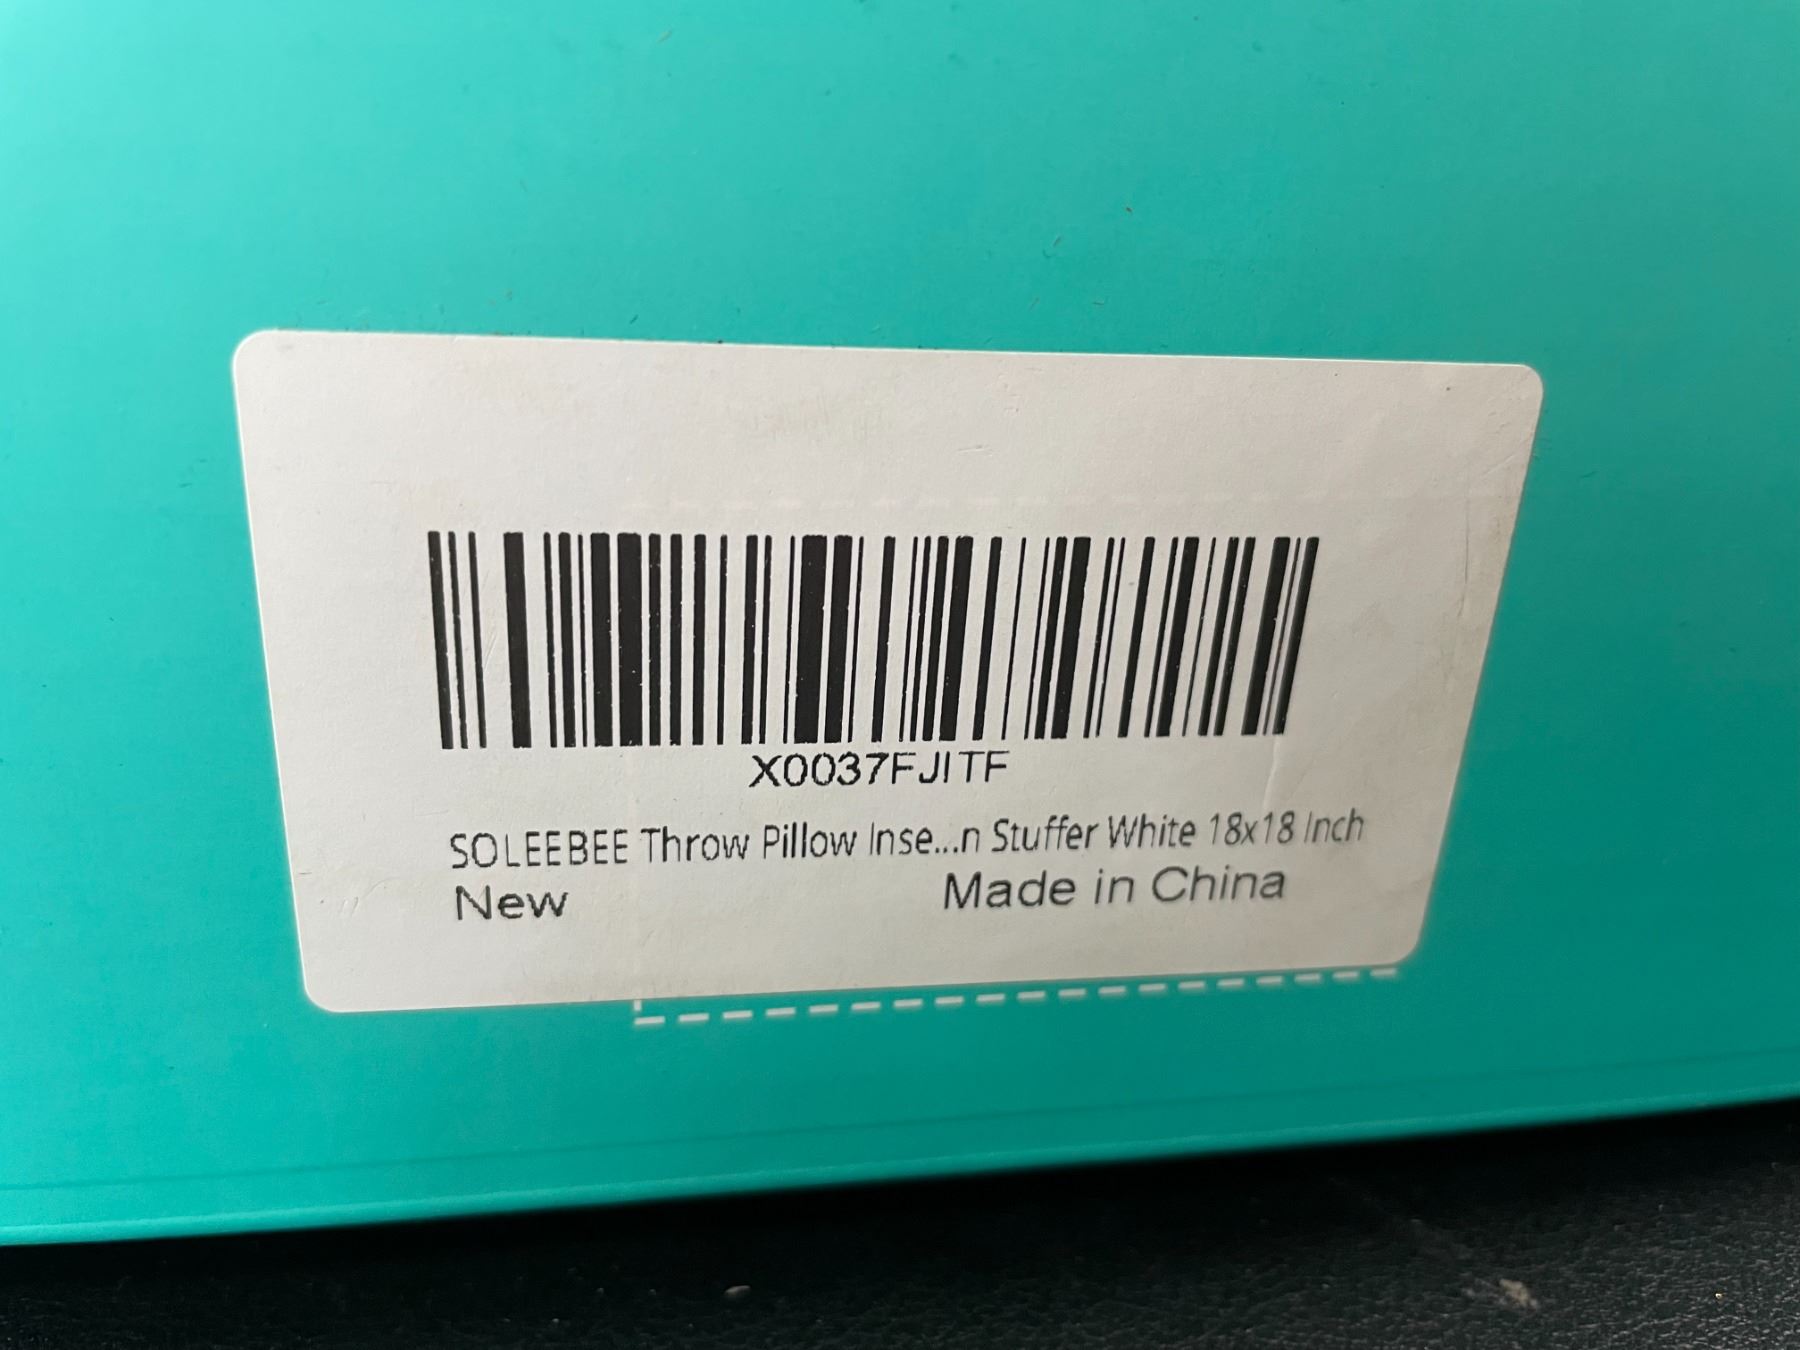 X0037FJITF
SOLEEBEE Throw Pillow Inse...n Stuffer White 18x18 Inch
New Made in China